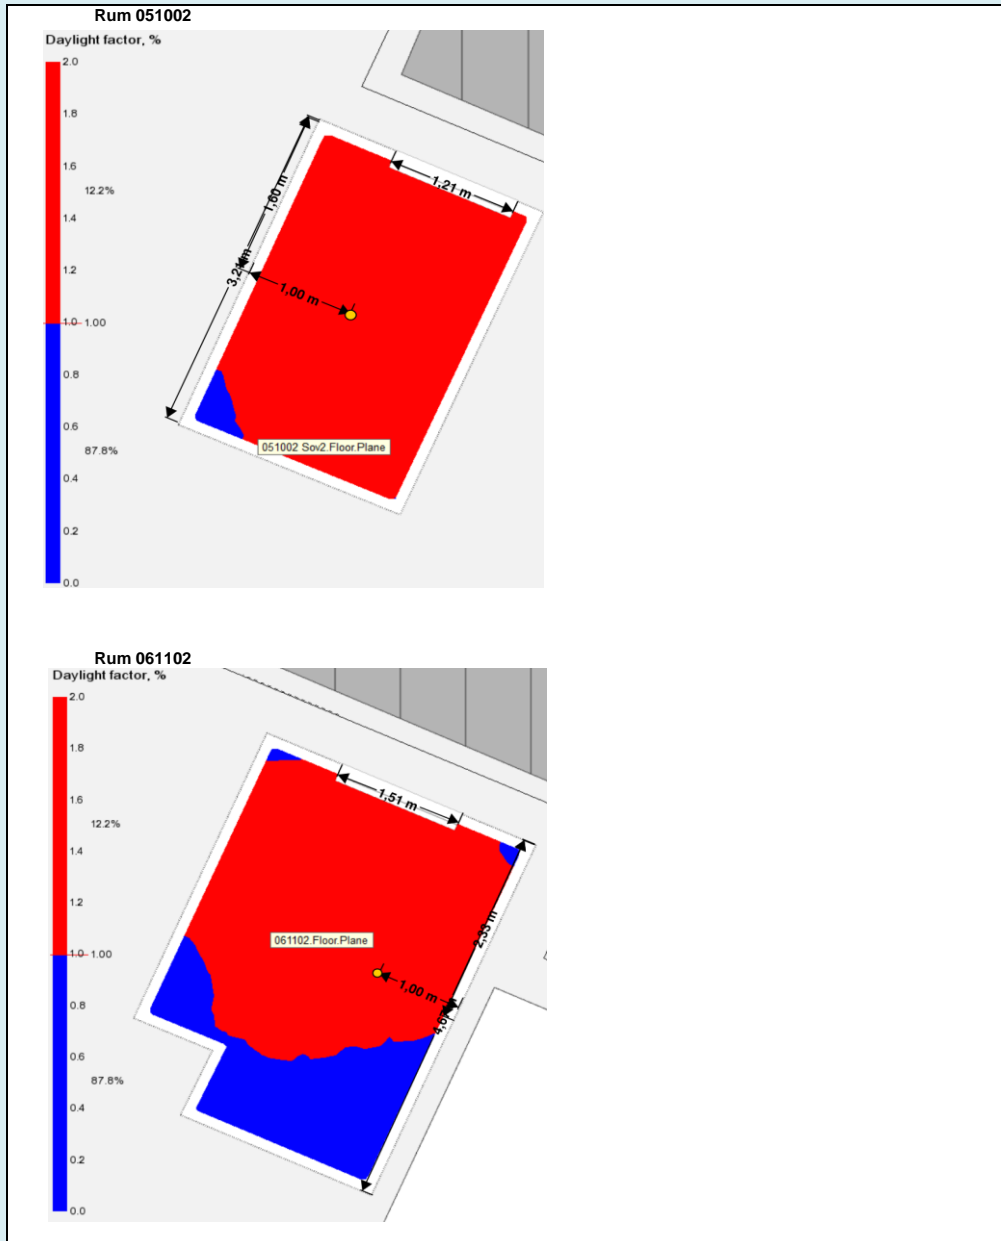 Rum 051002
Daylight factor, %
2.0
1.8
1.6
12.2%
1.4
1.2
1.0 1.00
0.8
0.6
87.8%
0.4
0.2
0.0
1,21 m
1,60 m
1,00 m
051002 Sov2.Floor.Plane
Rum 061102
Daylight factor, %
2.0
1.8
1.6
12.2%
1.4
1.2
1.0 1.00
0.8
0.6
87.8%
0.4
0.2
0.0
1,51 m
2,33 m
061102.Floor.Plane
1,00 m